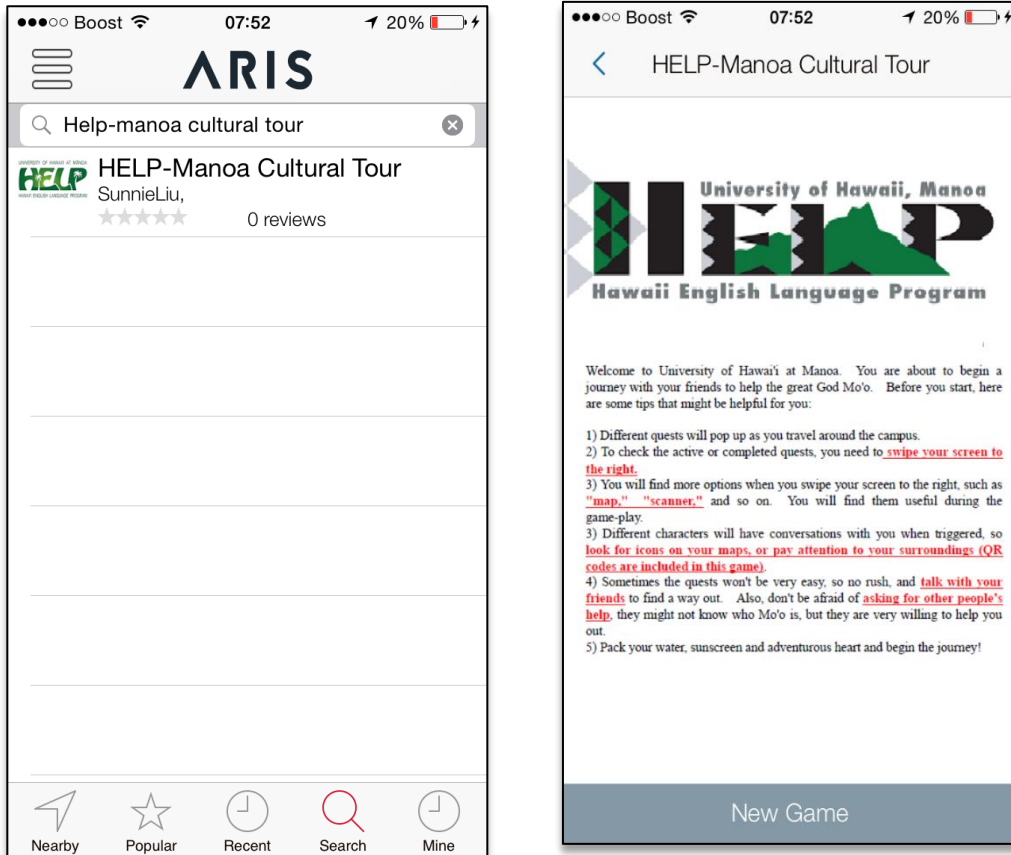 Boost 07:52 20%
ARIS
Help-manoa cultural tour
HELP
HELP-Manoa Cultural Tour
SunnieLiu,
0 reviews
Nearby Popular Recent Search Mine
Boost 07:52 20%
HELP-Manoa Cultural Tour
University of Hawaii, Manoa
HELP
Hawaii English Language Program
Welcome to University of Hawai'i at Manoa. You are about to begin a
journey with your friends to help the great God Mo'o. Before you start, here
are some tips that might be helpful for you:
1) Different quests will pop up as you travel around the campus.
2) To check the active or completed quests, you need to swipe your screen to
the right.
3) You will find more options when you swipe your screen to the right, such as
"map," "scanner," and so on. You will find them useful during the
game-play.
3) Different characters will have conversations with you when triggered, so
look for icons on your maps, or pay attention to your surroundings (QR
codes are included in this game).
4) Sometimes the quests won't be very easy, so no rush, and talk with your
friends to find a way out. Also, don't be afraid of asking for other people's
help, they might not know who Mo'o is, but they are very willing to help you
out.
5) Pack your water, sunscreen and adventurous heart and begin the journey!
New Game